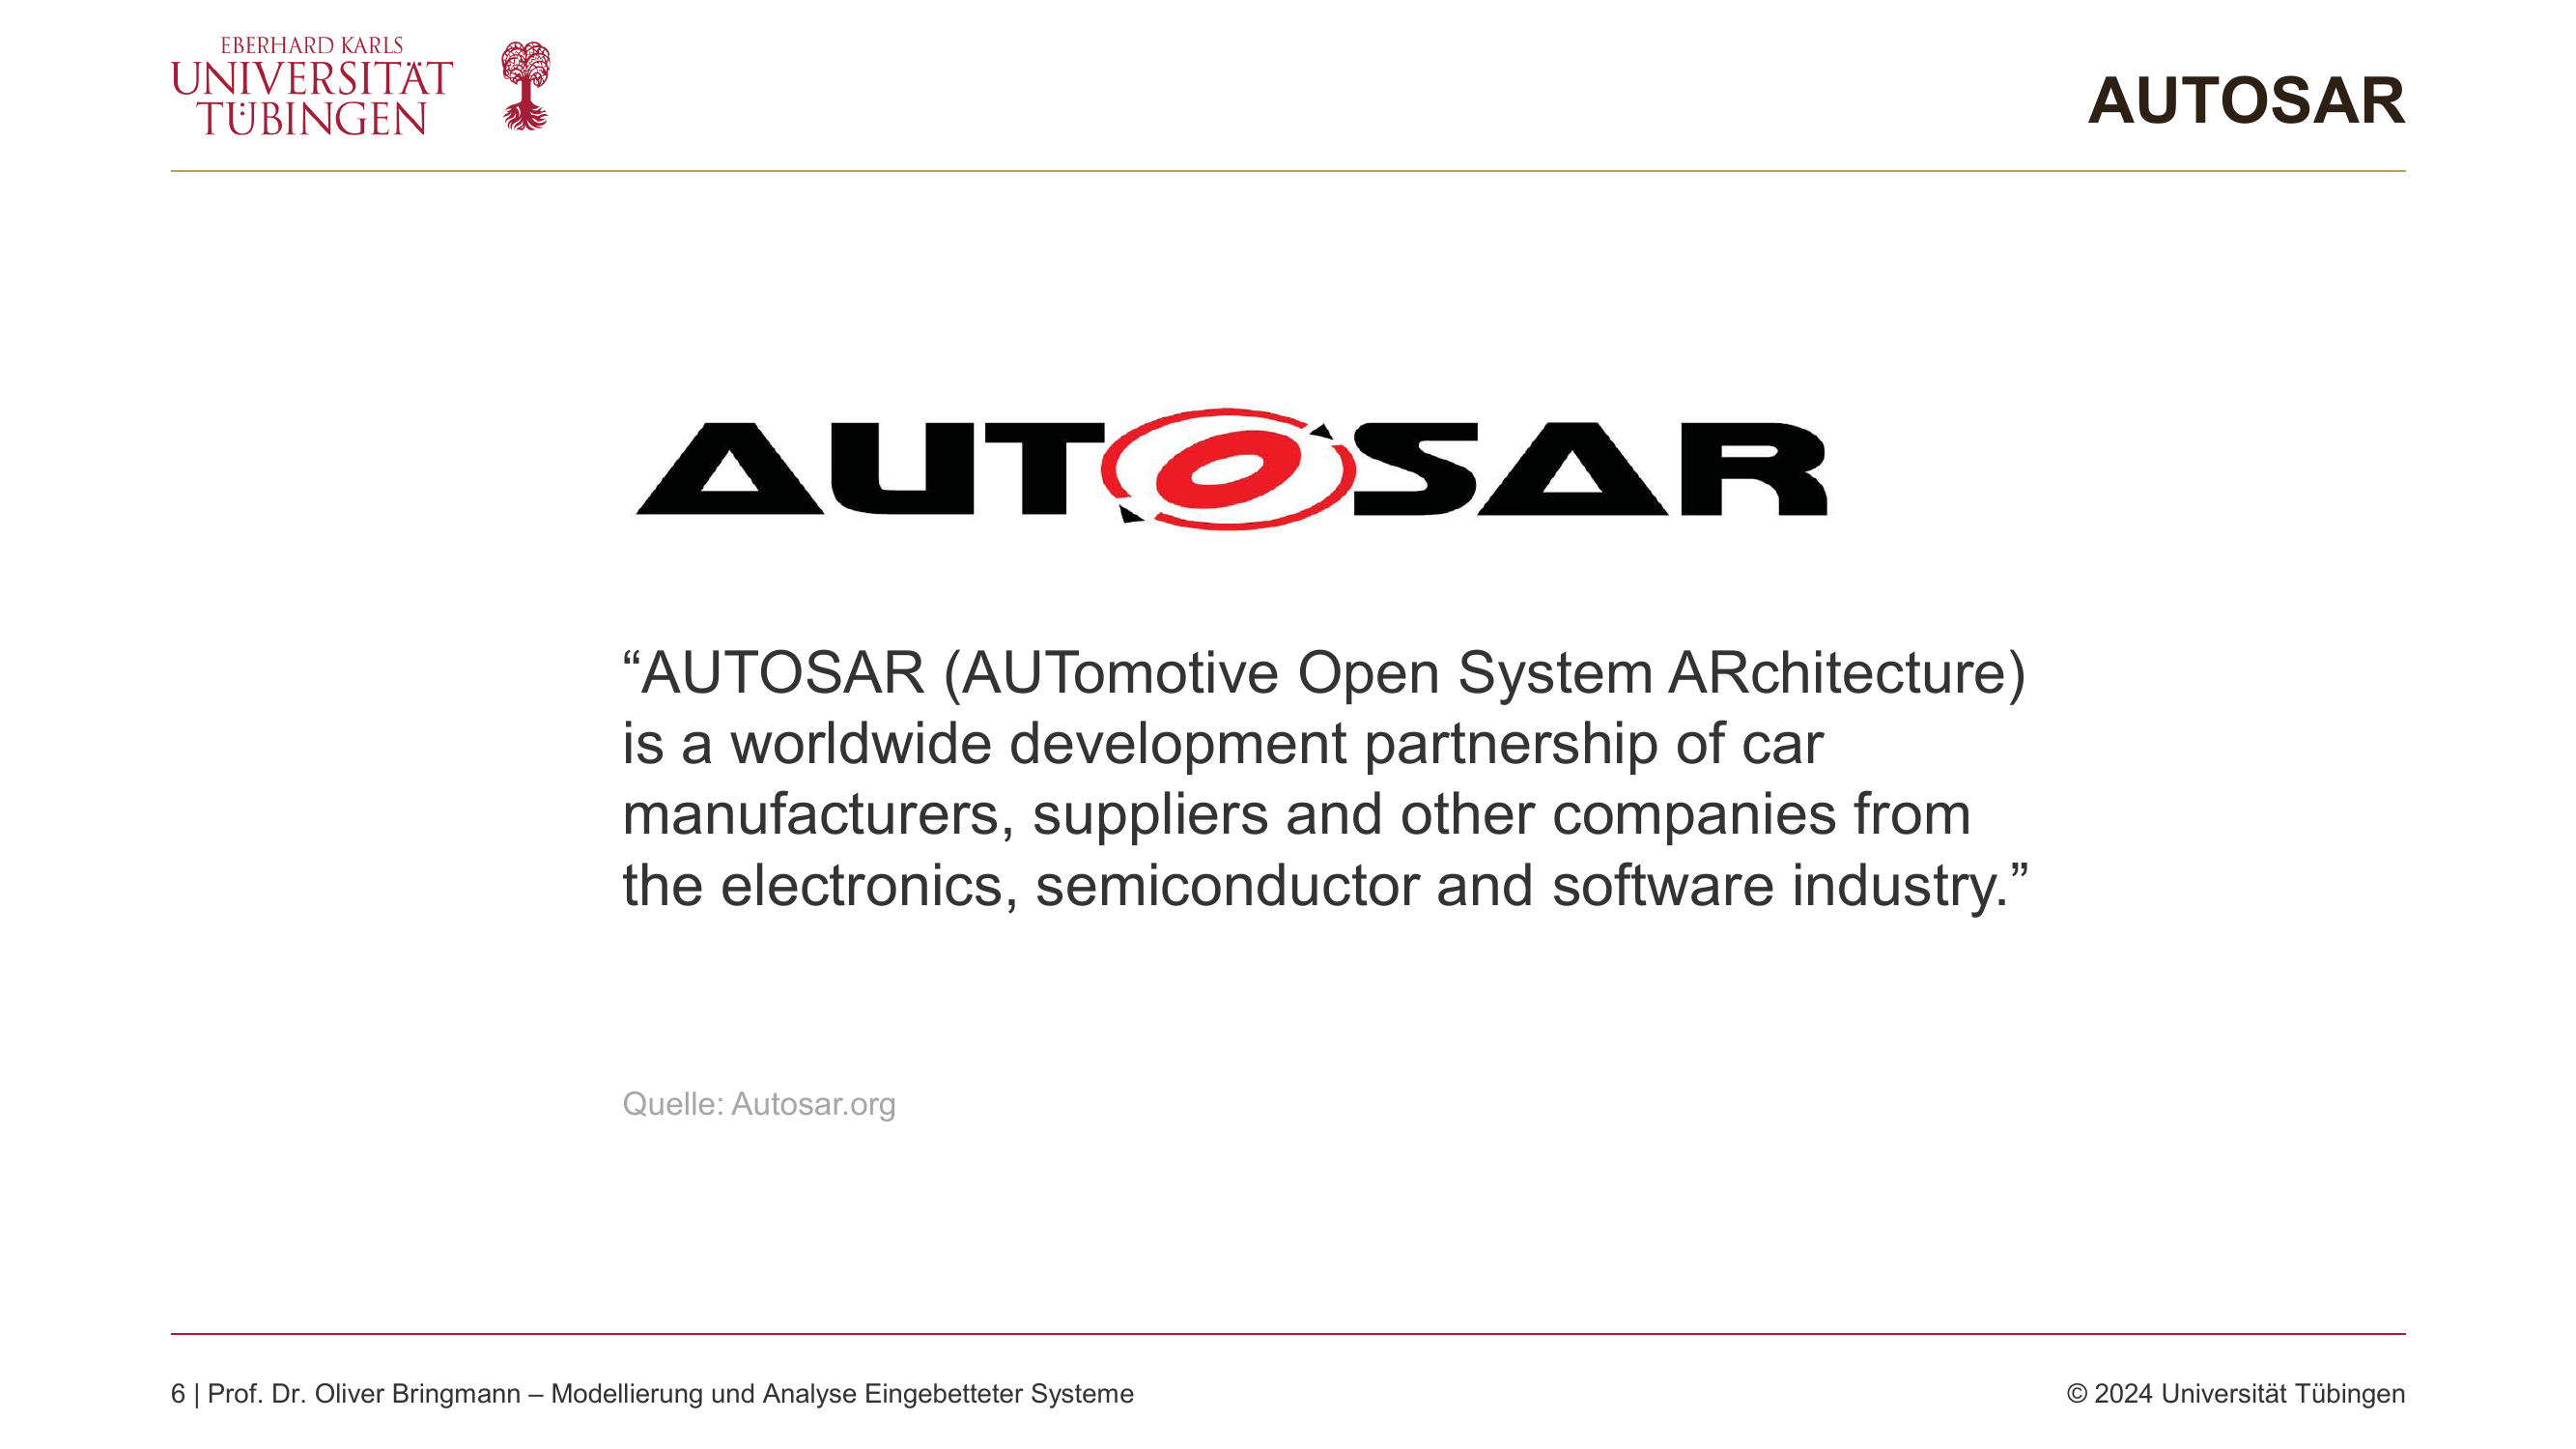 EBERHARD KARLS
UNIVERSITÄT
TÜBINGEN
AUTOSAR
AUTOSAR
“AUTOSAR (AUTomotive Open System ARchitecture)
is a worldwide development partnership of car
manufacturers, suppliers and other companies from
the electronics, semiconductor and software industry.”
Quelle: Autosar.org
6 | Prof. Dr. Oliver Bringmann – Modellierung und Analyse Eingebetteter Systeme
© 2024 Universität Tübingen